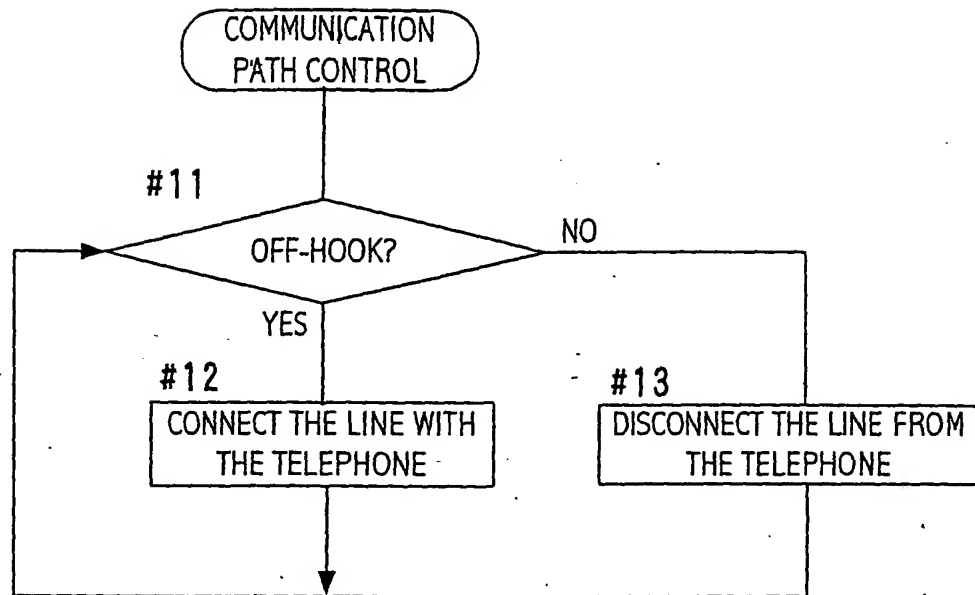 COMMUNICATION
PATH CONTROL
#11
OFF-HOOK?
NO
YES
#12
CONNECT THE LINE WITH
THE TELEPHONE
#13
DISCONNECT THE LINE FROM
THE TELEPHONE